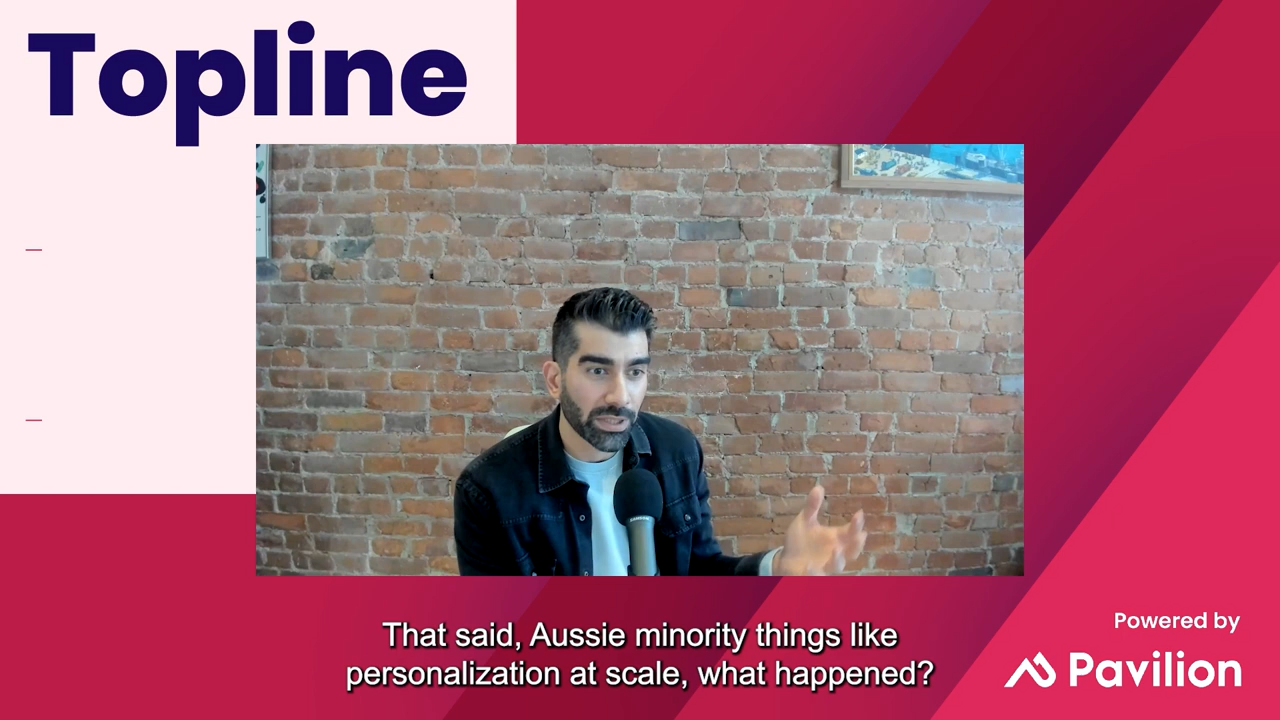 Topline
That said, Aussie minority things like
personalization at scale, what happened?
Powered by
Pavilion